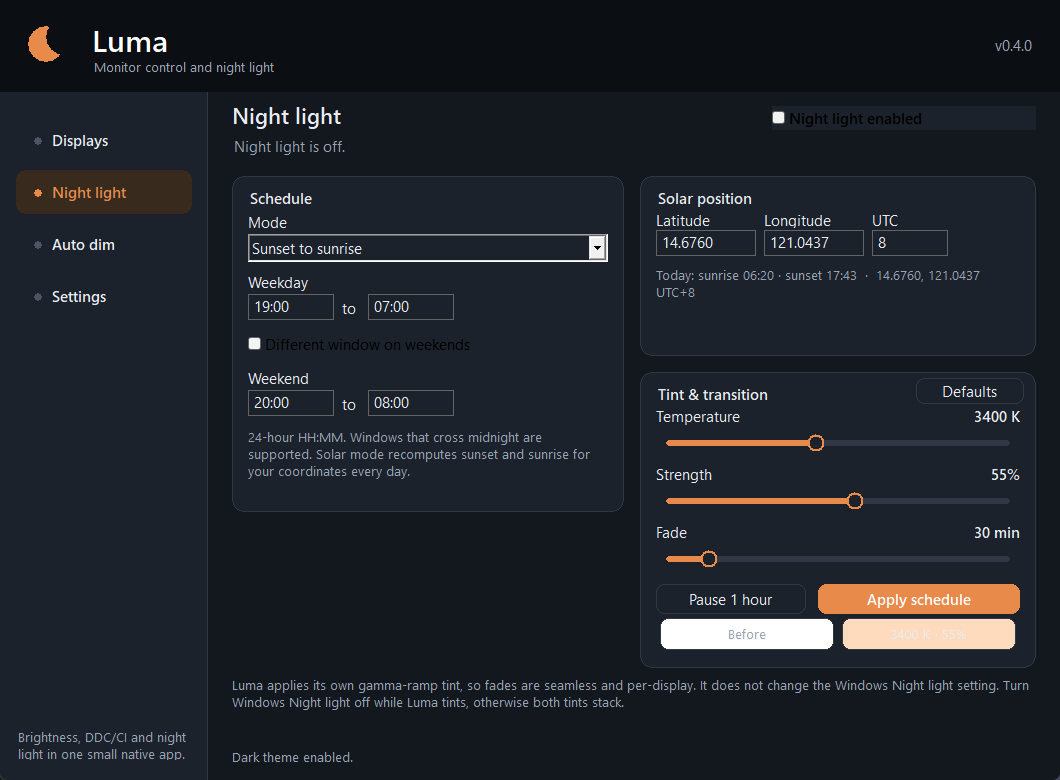 Luma
Monitor control and night light
v0.4.0
Displays
Night light
Auto dim
Settings
Brightness, DDC/CI and night
light in one small native app.
Night light
Night light enabled
Night light is off.
Schedule
Mode
Sunset to sunrise
Weekday
19:00 to 07:00
Different window on weekends
Weekend
20:00 to 08:00
24-hour HH:MM. Windows that cross midnight are
supported. Solar mode recomputes sunset and sunrise for
your coordinates every day.
Solar position
Latitude Longitude UTC
14.6760 121.0437 8
Today: sunrise 06:20 · sunset 17:43 · 14.6760, 121.0437
UTC+8
Tint & transition
Defaults
Temperature 3400 K
Strength 55%
Fade 30 min
Pause 1 hour Apply schedule
Before 3400 K · 55%
Luma applies its own gamma-ramp tint, so fades are seamless and per-display. It does not change the Windows Night light setting. Turn
Windows Night light off while Luma tints, otherwise both tints stack.
Dark theme enabled.